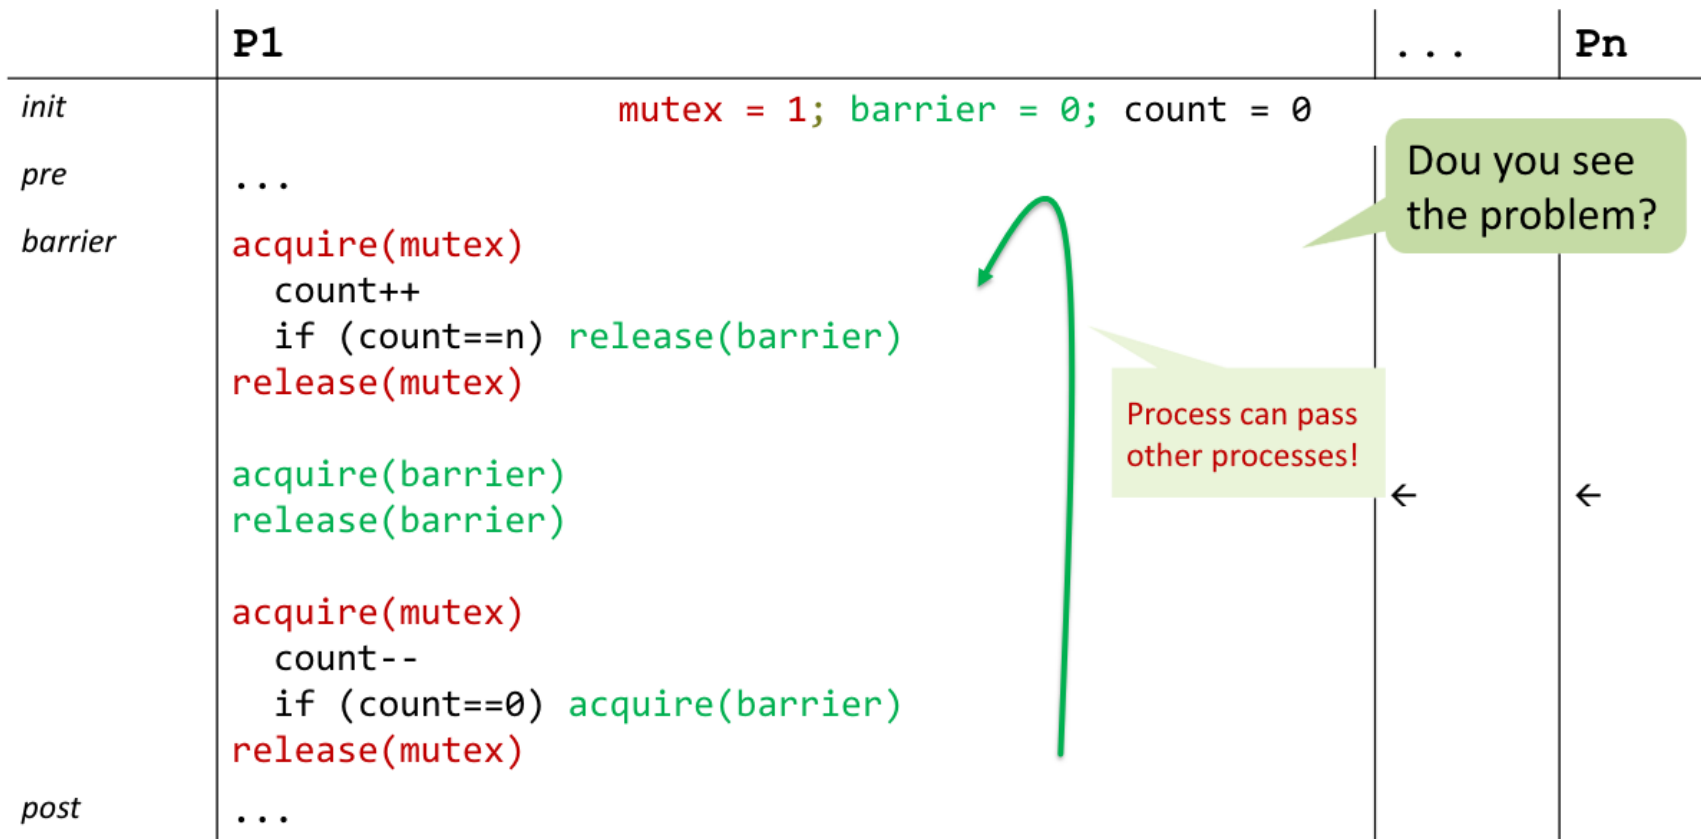 P1 ... Pn
init mutex = 1; barrier = 0; count = 0
pre ...
Dou you see
the problem?
barrier acquire(mutex)
count++
if (count==n) release(barrier)
release(mutex)
Process can pass
other processes!
acquire(barrier)
release(barrier)
← ←
acquire(mutex)
count--
if (count==0) acquire(barrier)
release(mutex)
post ...